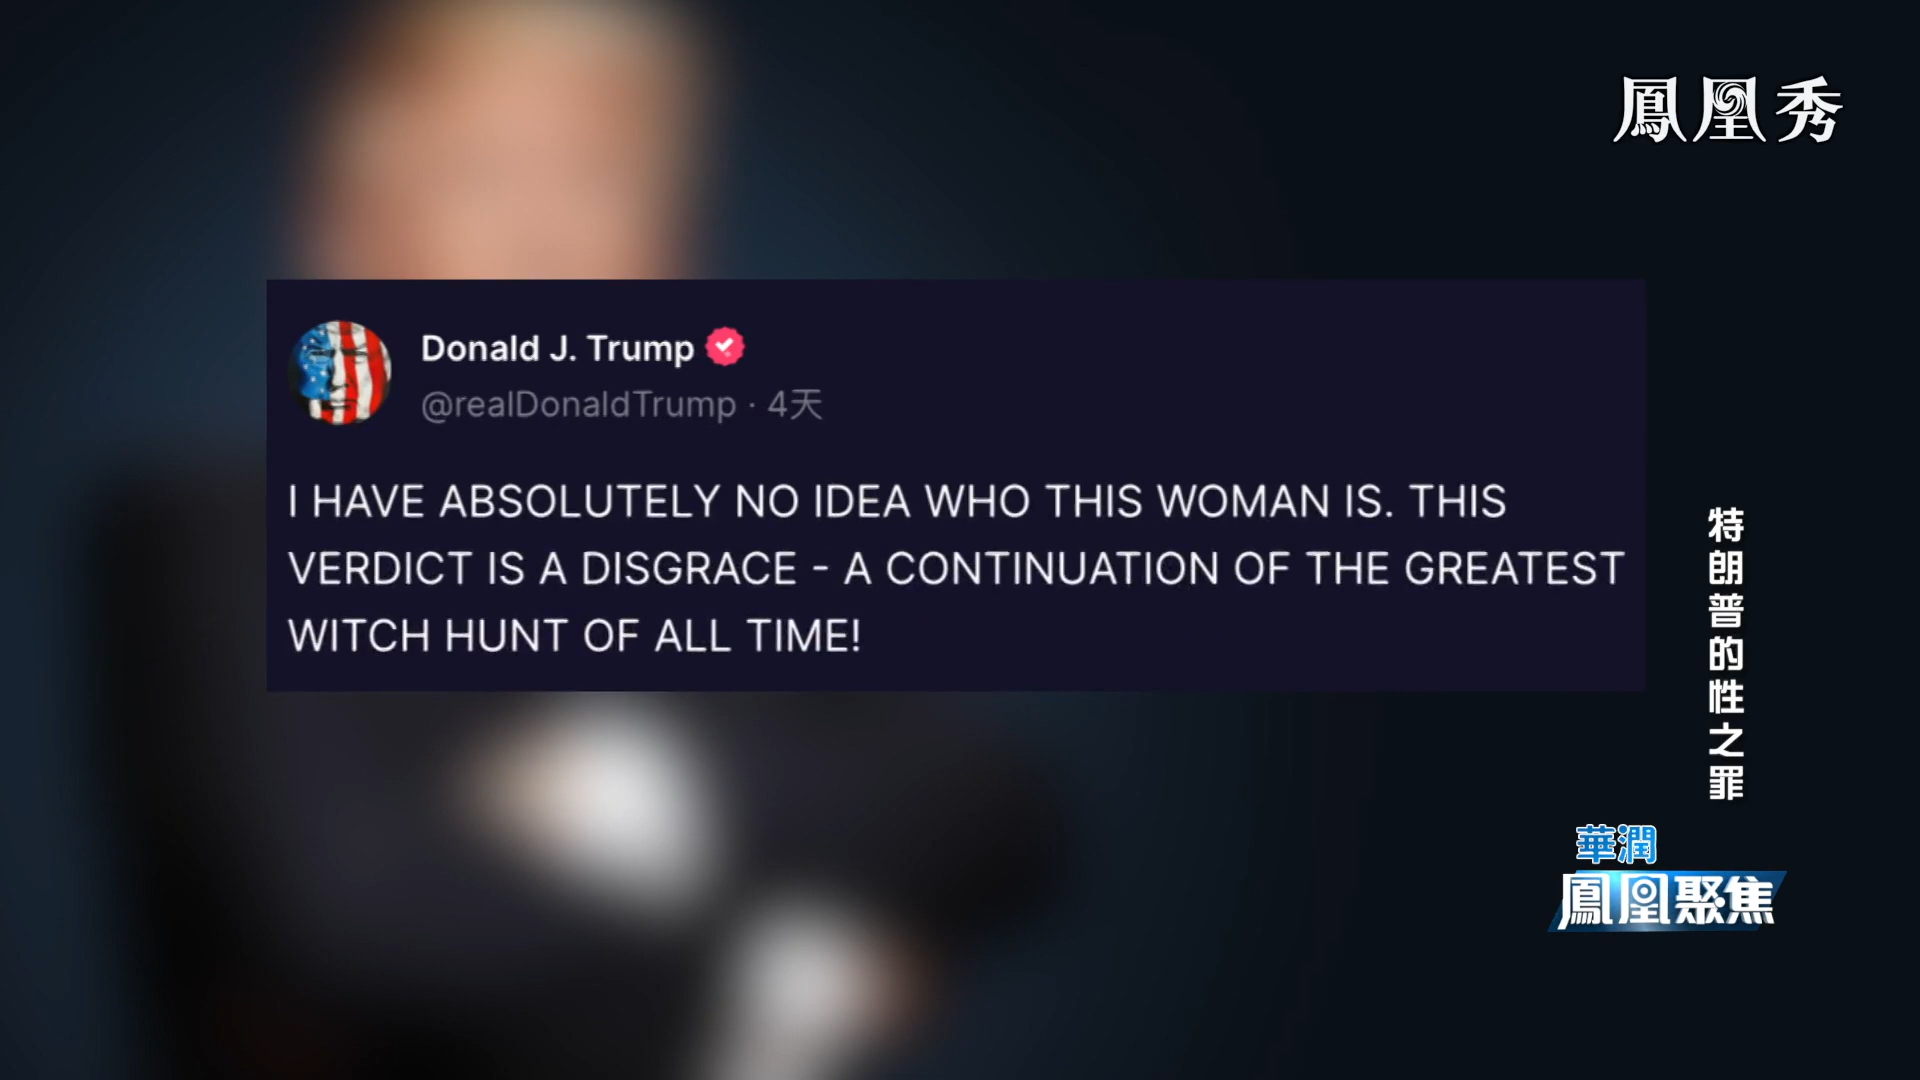 鳳凰秀
Donald J. Trump
@realDonaldTrump · 4天
I HAVE ABSOLUTELY NO IDEA WHO THIS WOMAN IS. THIS
VERDICT IS A DISGRACE - A CONTINUATION OF THE GREATEST
WITCH HUNT OF ALL TIME!
特朗普的性之罪
華潤
鳳凰聚焦